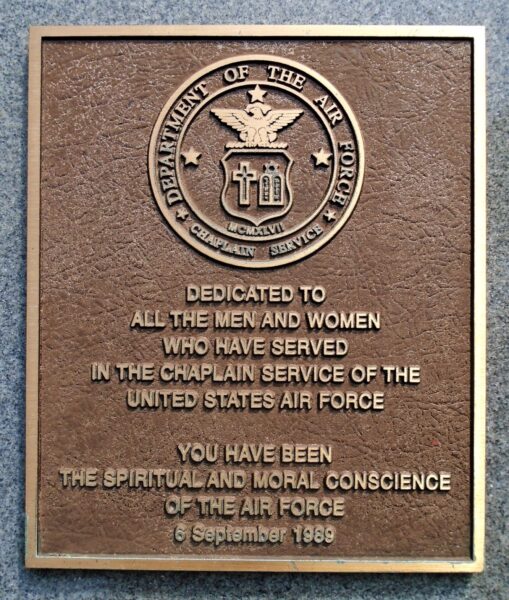 DEPARTMENT OF THE AIR FORCE
MCMXLVII
CHAPLAIN SERVICE
DEDICATED TO
ALL THE MEN AND WOMEN
WHO HAVE SERVED
IN THE CHAPLAIN SERVICE OF THE
UNITED STATES AIR FORCE
YOU HAVE BEEN
THE SPIRITUAL AND MORAL CONSCIENCE
OF THE AIR FORCE
6 September 1989